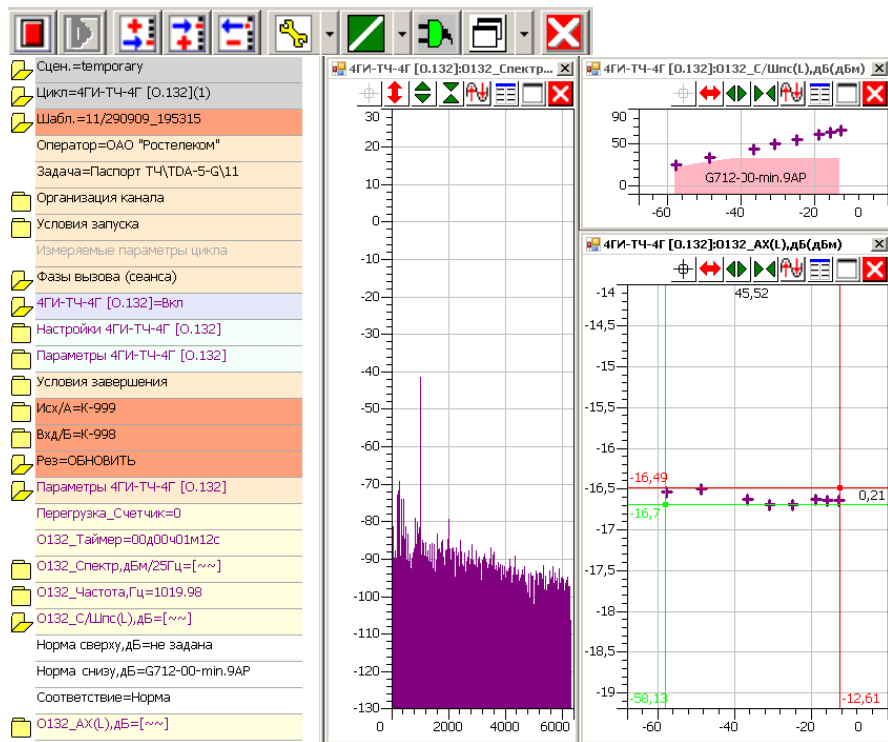 Сцен.=temporary
Цикл=4ГИ-ТЧ-4Г [O.132](1)
Шабл.=11/290909_195315
Оператор=ОАО "Ростелеком"
Задача=Паспорт ТЧ\TDA-5-G\11
Организация канала
Условия запуска
Измеряемые параметры цикла
Фазы вызова (сеанса)
4ГИ-ТЧ-4Г [O.132]=Вкл
Настройки 4ГИ-ТЧ-4Г [O.132]
Параметры 4ГИ-ТЧ-4Г [O.132]
Условия завершения
Исх/А=К-999
Вхд/Б=К-998
Рез=ОБНОВИТЬ
Параметры 4ГИ-ТЧ-4Г [O.132]
Перегрузка_Счетчик=0
O132_Таймер=00д00ч01м12с
O132_Спектр,дБм/25Гц=[~~]
O132_Частота,Гц=1019.98
O132_С/Шпс(L),дБ=[~~]
Норма сверху,дБ=не задана
Норма снизу,дБ=G712-00-min.9AP
Соответствие=Норма
O132_АХ(L),дБ=[~~]
4ГИ-ТЧ-4Г [O.132]:O132_Спектр...
30
20
10
0
-10
-20
-30
-40
-50
-60
-70
-80
-90
-100
-110
-120
-130
0 2000 4000 6000
4ГИ-ТЧ-4Г [O.132]:O132_С/Шпс(L),дБ(дБм)
90
50
0
G712-00-min.9AP
-60 -40 -20 0
4ГИ-ТЧ-4Г [O.132]:O132_АХ(L),дБ(дБм)
45,52
-14
-14,5
-15
-15,5
-16
-16,49
-16,5
0,21
-16,7
-17
-17,5
-18
-18,5
-19
-58,13 -12,61
-60 -40 -20 0